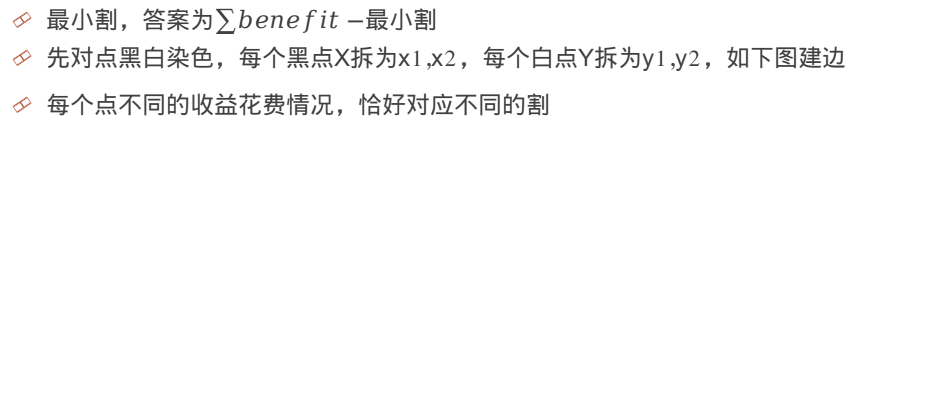 最小割，答案为∑benefit −最小割
先对点黑白染色，每个黑点X拆为x1,x2，每个白点Y拆为y1,y2，如下图建边
每个点不同的收益花费情况，恰好对应不同的割